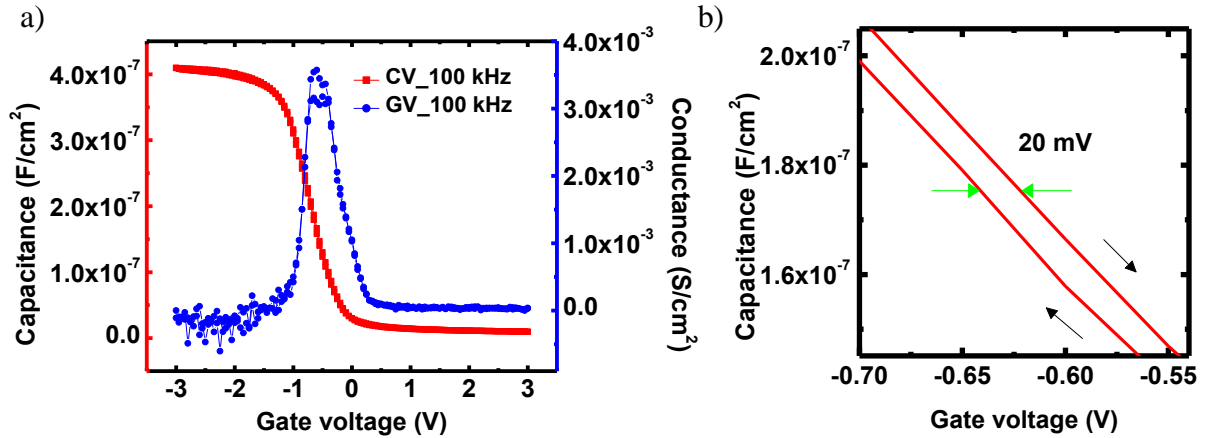 a)
4.0x10⁻⁷
3.0x10⁻⁷
2.0x10⁻⁷
1.0x10⁻⁷
0.0
Capacitance (F/cm²)
CV_100 kHz
GV_100 kHz
4.0x10⁻³
3.0x10⁻³
2.0x10⁻³
1.0x10⁻³
0.0
Conductance (S/cm²)
-3 -2 -1 0 1 2 3
Gate voltage (V)
b)
2.0x10⁻⁷
1.8x10⁻⁷
1.6x10⁻⁷
Capacitance (F/cm²)
20 mV
-0.70 -0.65 -0.60 -0.55
Gate voltage (V)